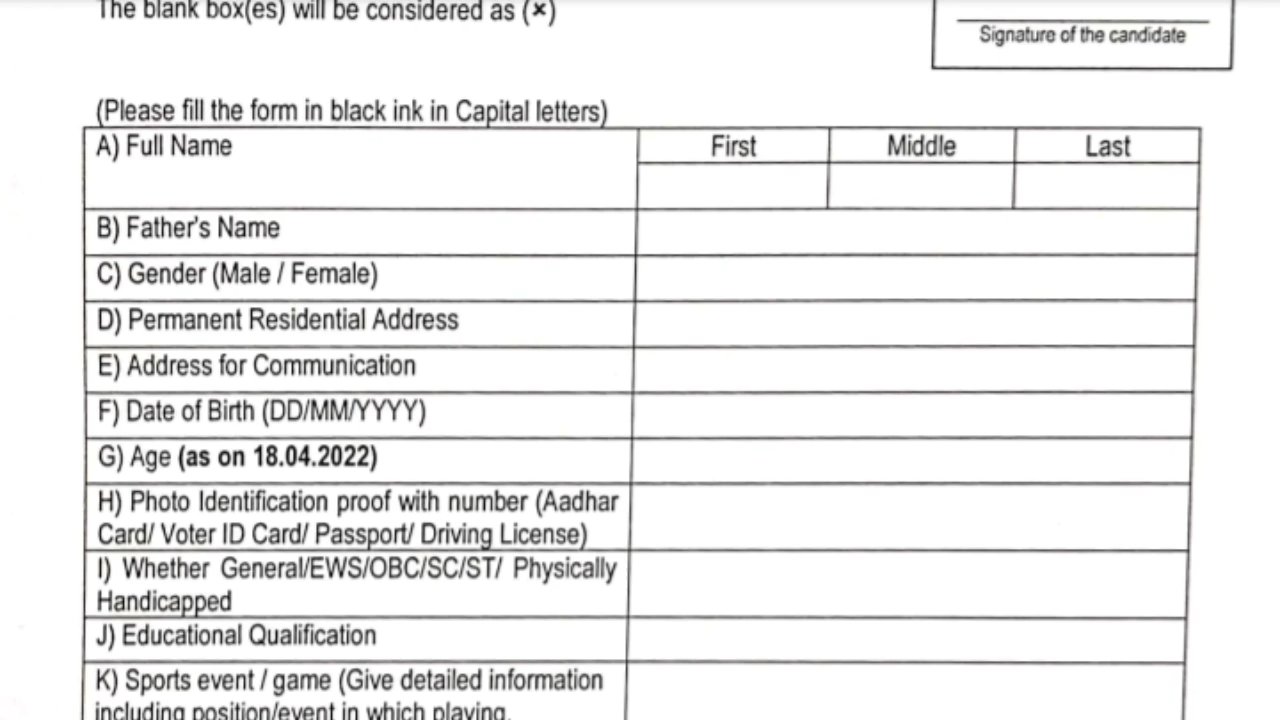 The blank box(es) will be considered as (×)
Signature of the candidate
(Please fill the form in black ink in Capital letters)
A) Full Name
First
Middle
Last
B) Father's Name
C) Gender (Male / Female)
D) Permanent Residential Address
E) Address for Communication
F) Date of Birth (DD/MM/YYYY)
G) Age (as on 18.04.2022)
H) Photo Identification proof with number (Aadhar
Card/ Voter ID Card/ Passport/ Driving License)
I) Whether General/EWS/OBC/SC/ST/ Physically
Handicapped
J) Educational Qualification
K) Sports event / game (Give detailed information
including position/event in which playing,